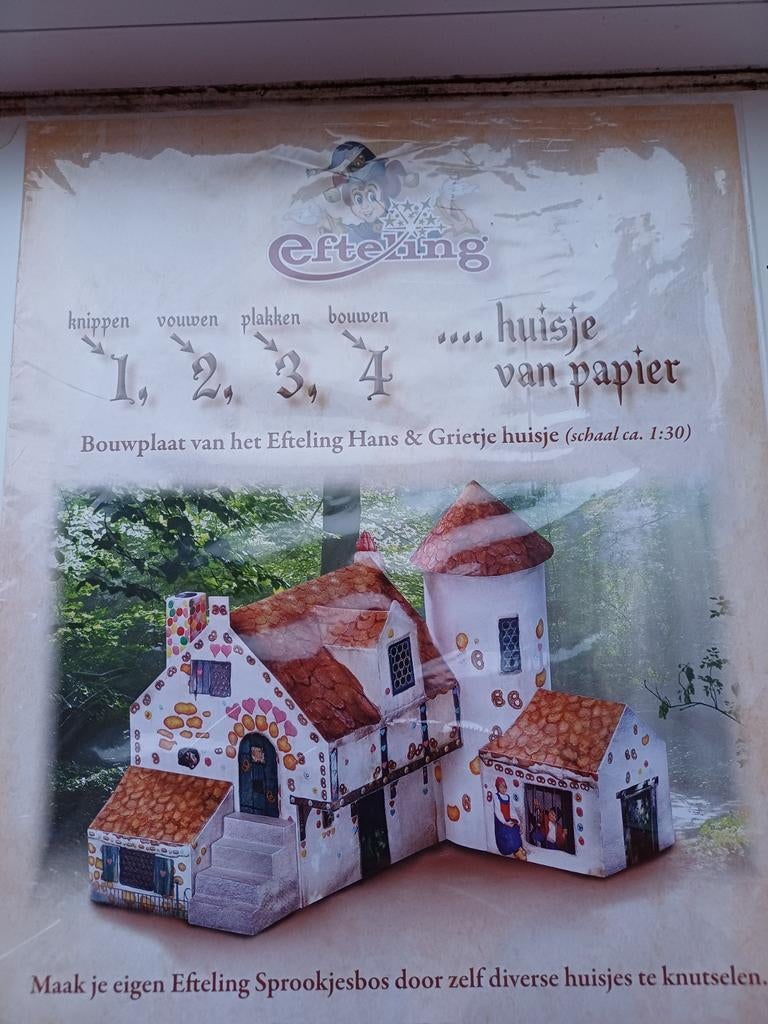 efteling
knippen vouwen plakken bouwen
1, 2, 3, 4 .... huisje
van papier
Bouwplaat van het Efteling Hans & Grietje huisje (schaal ca. 1:30)
Maak je eigen Efteling Sprookjesbos door zelf diverse huisjes te knutselen.